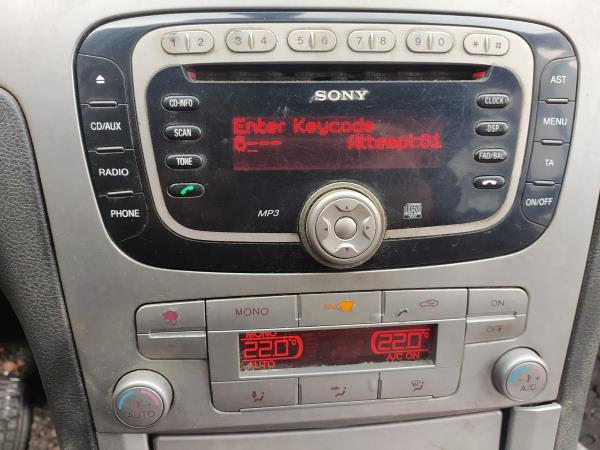 1 2 3 4 5 6 7 8 9 0 * #
SONY
CD-INFO CLOCK AST
CD/AUX SCAN DSP MENU
RADIO TONE FAD/BAL TA
PHONE ON/OFF
Enter Keycode
0--- Attempt01
MP3
MONO MAX ON
OFF
MONO
22.0°C 22.0°C
AUTO A/C ON
AUTO A/C